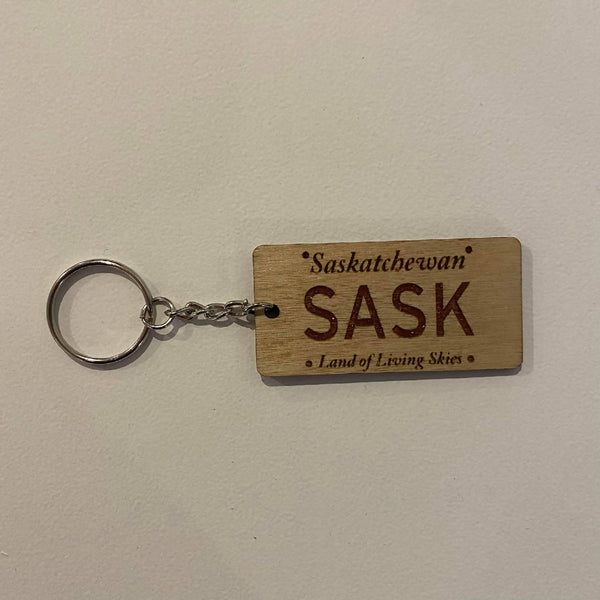 Saskatchewan
SASK
Land of Living Skies